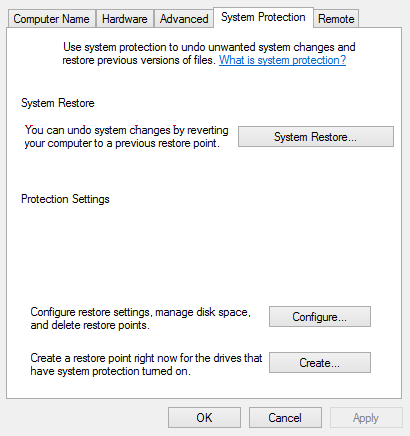 Computer Name Hardware Advanced System Protection Remote
Use system protection to undo unwanted system changes and
restore previous versions of files. What is system protection?
System Restore
You can undo system changes by reverting
your computer to a previous restore point.
System Restore...
Protection Settings
Configure restore settings, manage disk space,
and delete restore points.
Configure...
Create a restore point right now for the drives that
have system protection turned on.
Create...
OK Cancel Apply